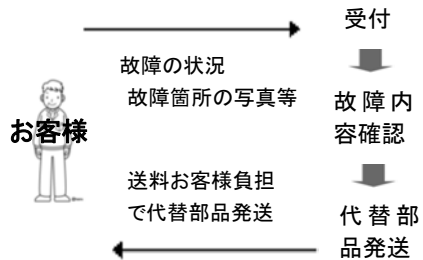 受付
故障の状況
故障箇所の写真等
お客様
故障内
容確認
送料お客様負担
で代替部品発送
代替部
品発送